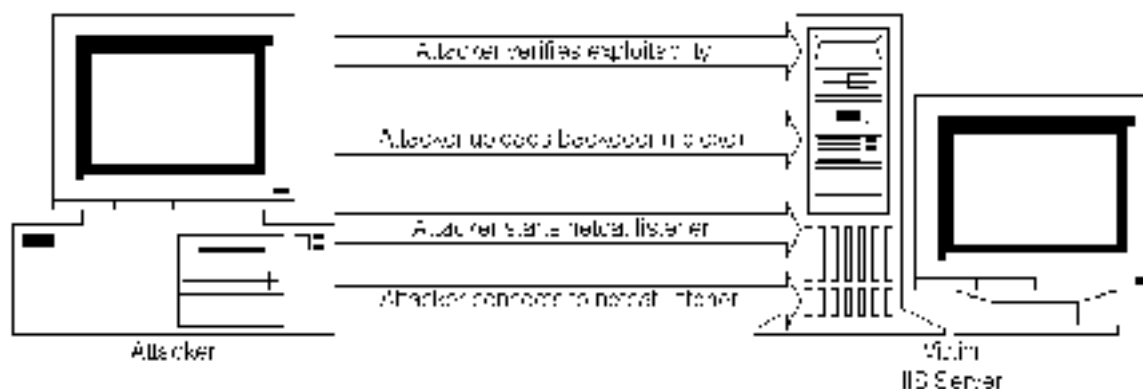 Attacker verifies exploitability
Attacker uploads backdoor
Attacker starts netcat listener
Attacker connects to netcat listener
Attacker
Victim
IIS Server